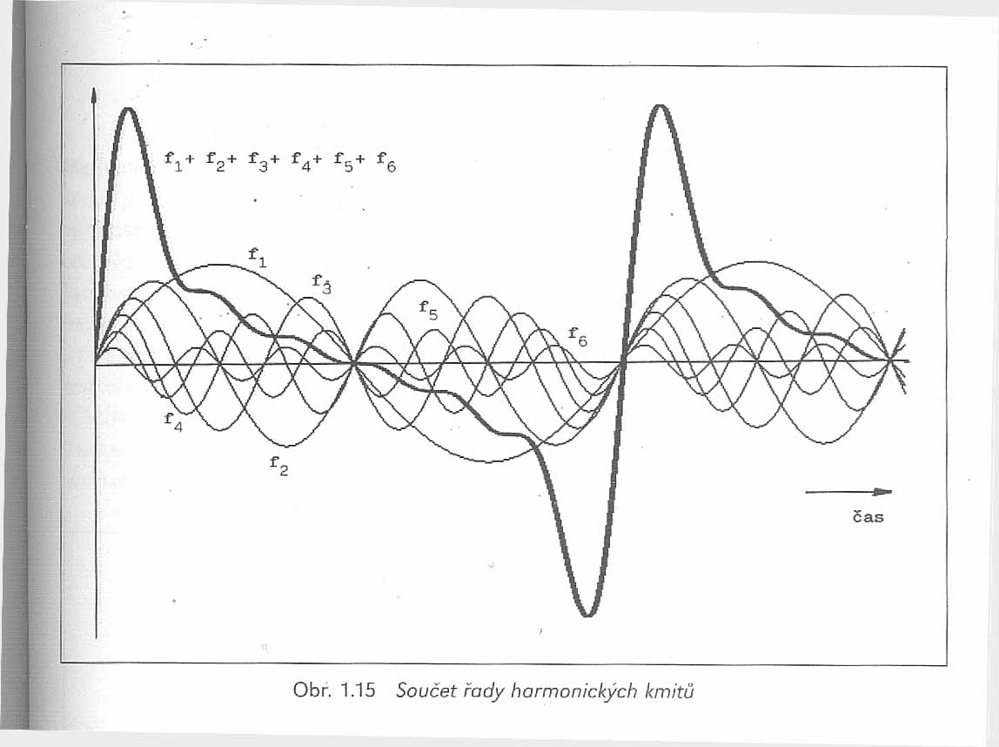 f1+ f2+ f3+ f4+ f5+ f6
f1
f3
f5
f6
f4
f2
čas
Obr. 1.15 Součet řady harmonických kmitů